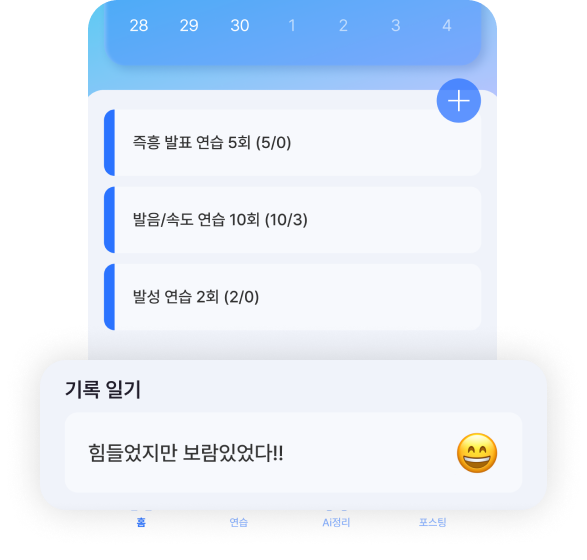 28 29 30 1 2 3 4
즉흥 발표 연습 5회 (5/0)
발음/속도 연습 10회 (10/3)
발성 연습 2회 (2/0)
기록 일기
힘들었지만 보람있었다!!
홈 연습 Ai정리 포스팅